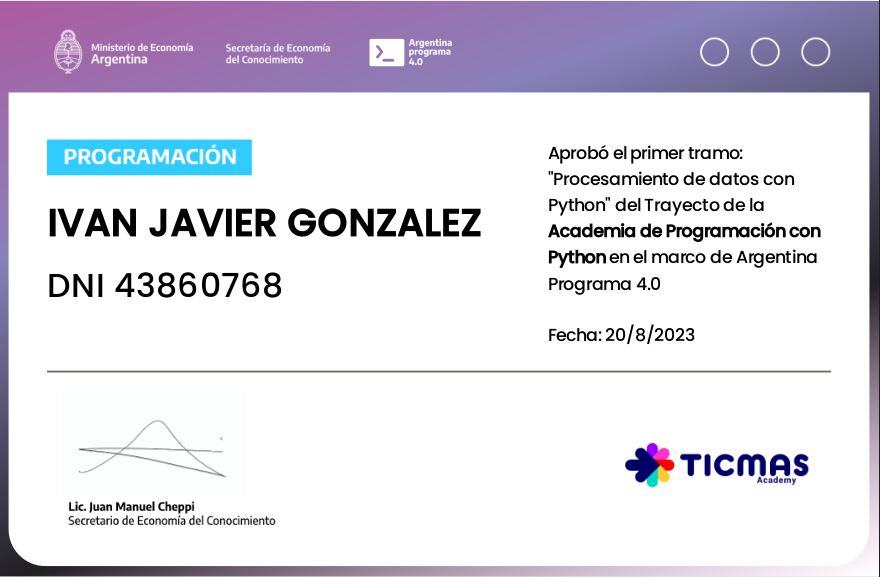 Ministerio de Economía
Argentina
Secretaría de Economía
del Conocimiento
Argentina
programa
4.0
PROGRAMACIÓN
IVAN JAVIER GONZALEZ
DNI 43860768
Aprobó el primer tramo:
"Procesamiento de datos con
Python" del Trayecto de la
Academia de Programación con
Python en el marco de Argentina
Programa 4.0
Fecha: 20/8/2023
Lic. Juan Manuel Cheppi
Secretario de Economía del Conocimiento
TICMAS
Academy